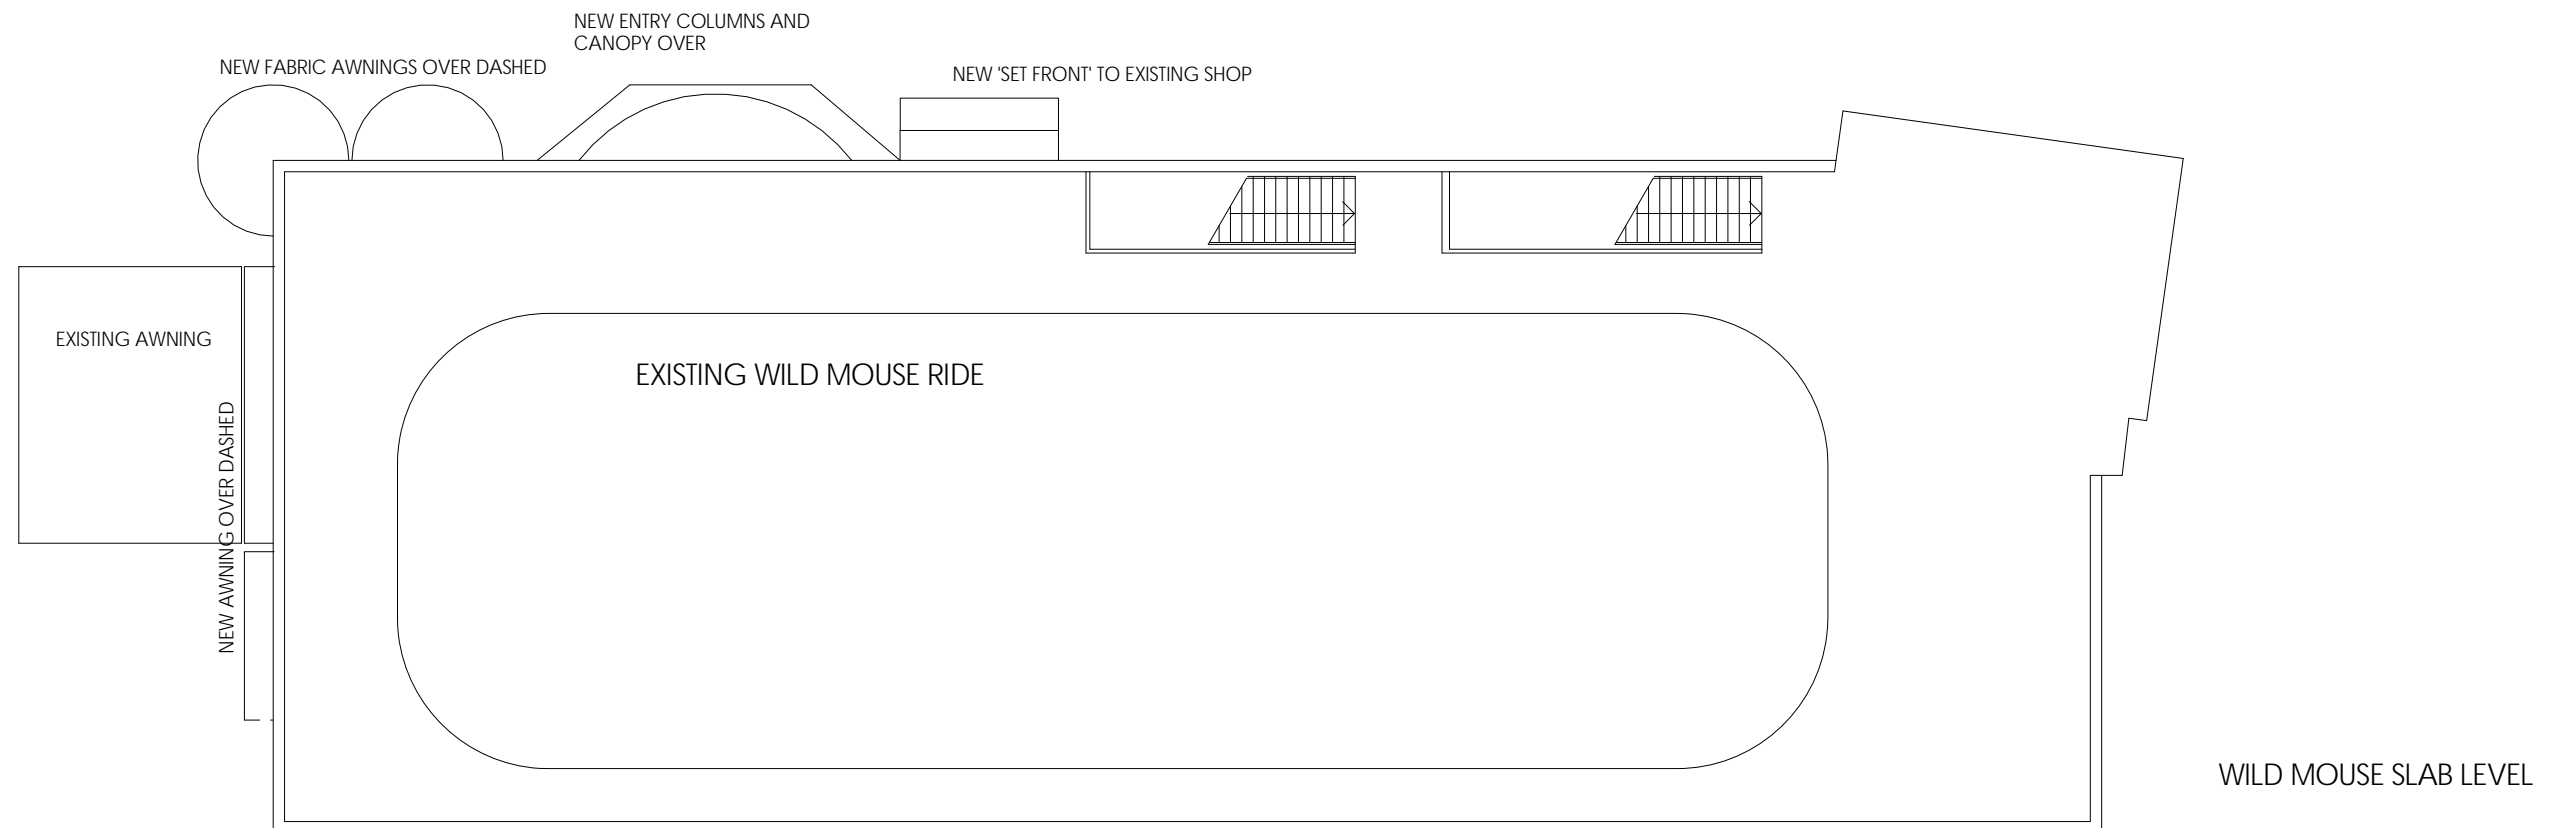 NEW ENTRY COLUMNS AND
CANOPY OVER
NEW FABRIC AWNINGS OVER DASHED
NEW 'SET FRONT' TO EXISTING SHOP
EXISTING AWNING
EXISTING WILD MOUSE RIDE
NEW AWNING OVER DASHED
WILD MOUSE SLAB LEVEL